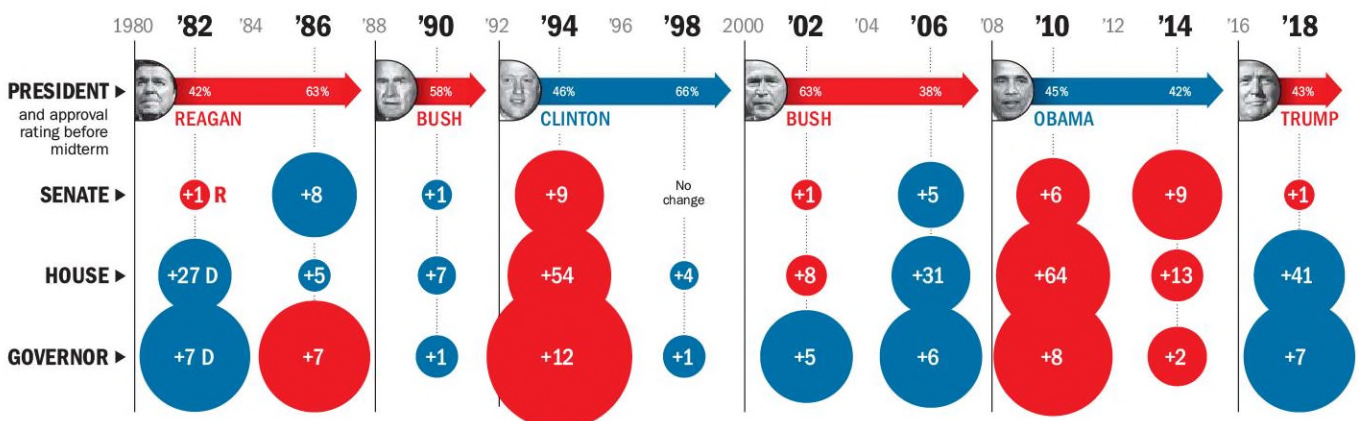 1980 '82 '84 '86 '88 '90 '92 '94 '96 '98 2000 '02 '04 '06 '08 '10 '12 '14 '16 '18
PRESIDENT
and approval
rating before
midterm
42% 63% 58% 46% 66% 63% 38% 45% 42% 43%
REAGAN BUSH CLINTON BUSH OBAMA TRUMP
SENATE
+1 R +8 +1 +9 No change +1 +5 +6 +9 +1
HOUSE
+27 D +5 +7 +54 +4 +8 +31 +64 +13 +41
GOVERNOR
+7 D +7 +1 +12 +1 +5 +6 +8 +2 +7